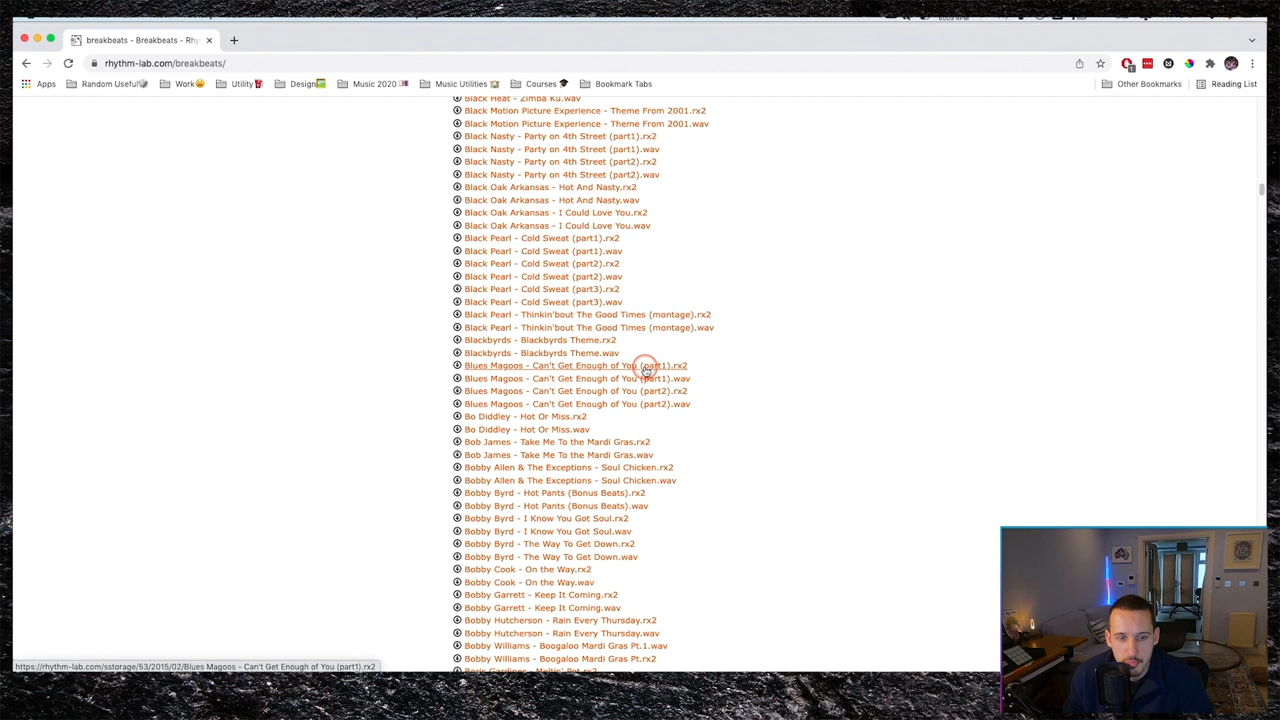 breakbeats - Breakbeats - Rhy
rhythm-lab.com/breakbeats/
Apps Random Useful Work Utility Design Music 2020 Music Utilities Courses Bookmark Tabs Other Bookmarks Reading List
Black Heat - Zimba Ku.wav
Black Motion Picture Experience - Theme From 2001.rx2
Black Motion Picture Experience - Theme From 2001.wav
Black Nasty - Party on 4th Street (part1).rx2
Black Nasty - Party on 4th Street (part1).wav
Black Nasty - Party on 4th Street (part2).rx2
Black Nasty - Party on 4th Street (part2).wav
Black Oak Arkansas - Hot And Nasty.rx2
Black Oak Arkansas - Hot And Nasty.wav
Black Oak Arkansas - I Could Love You.rx2
Black Oak Arkansas - I Could Love You.wav
Black Pearl - Cold Sweat (part1).rx2
Black Pearl - Cold Sweat (part1).wav
Black Pearl - Cold Sweat (part2).rx2
Black Pearl - Cold Sweat (part2).wav
Black Pearl - Cold Sweat (part3).rx2
Black Pearl - Cold Sweat (part3).wav
Black Pearl - Thinkin'bout The Good Times (montage).rx2
Black Pearl - Thinkin'bout The Good Times (montage).wav
Blackbyrds - Blackbyrds Theme.rx2
Blackbyrds - Blackbyrds Theme.wav
Blues Magoos - Can't Get Enough of You (part1).rx2
Blues Magoos - Can't Get Enough of You (part1).wav
Blues Magoos - Can't Get Enough of You (part2).rx2
Blues Magoos - Can't Get Enough of You (part2).wav
Bo Diddley - Hot Or Miss.rx2
Bo Diddley - Hot Or Miss.wav
Bob James - Take Me To the Mardi Gras.rx2
Bob James - Take Me To the Mardi Gras.wav
Bobby Allen & The Exceptions - Soul Chicken.rx2
Bobby Allen & The Exceptions - Soul Chicken.wav
Bobby Byrd - Hot Pants (Bonus Beats).rx2
Bobby Byrd - Hot Pants (Bonus Beats).wav
Bobby Byrd - I Know You Got Soul.rx2
Bobby Byrd - I Know You Got Soul.wav
Bobby Byrd - The Way To Get Down.rx2
Bobby Byrd - The Way To Get Down.wav
Bobby Cook - On the Way.rx2
Bobby Cook - On the Way.wav
Bobby Garrett - Keep It Coming.rx2
Bobby Garrett - Keep It Coming.wav
Bobby Hutcherson - Rain Every Thursday.rx2
Bobby Hutcherson - Rain Every Thursday.wav
Bobby Williams - Boogaloo Mardi Gras Pt.1.wav
Bobby Williams - Boogaloo Mardi Gras Pt.rx2
Boris Gardiner - Meltin' Pot.rx2
https://rhythm-lab.com/sstorage/53/2015/02/Blues Magoos - Can't Get Enough of You (part1).rx2